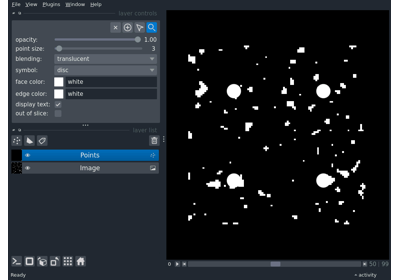 File View Plugins Window Help
layer controls
opacity: 1.00
point size: 3
blending: translucent
symbol: disc
face color: white
edge color: white
display text:
out of slice:
layer list
Points
Image
50 99
Ready
activity